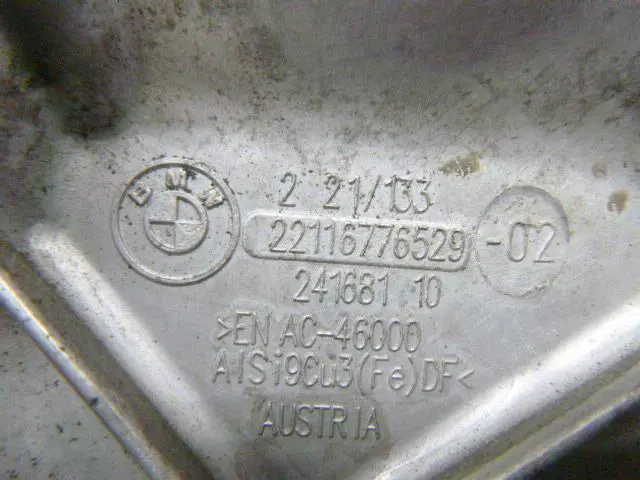 BMW
2 21/133
22116776529 -02
241681 10
>EN AC-46000
AlSi9Cu3(Fe)DF<
AUSTRIA